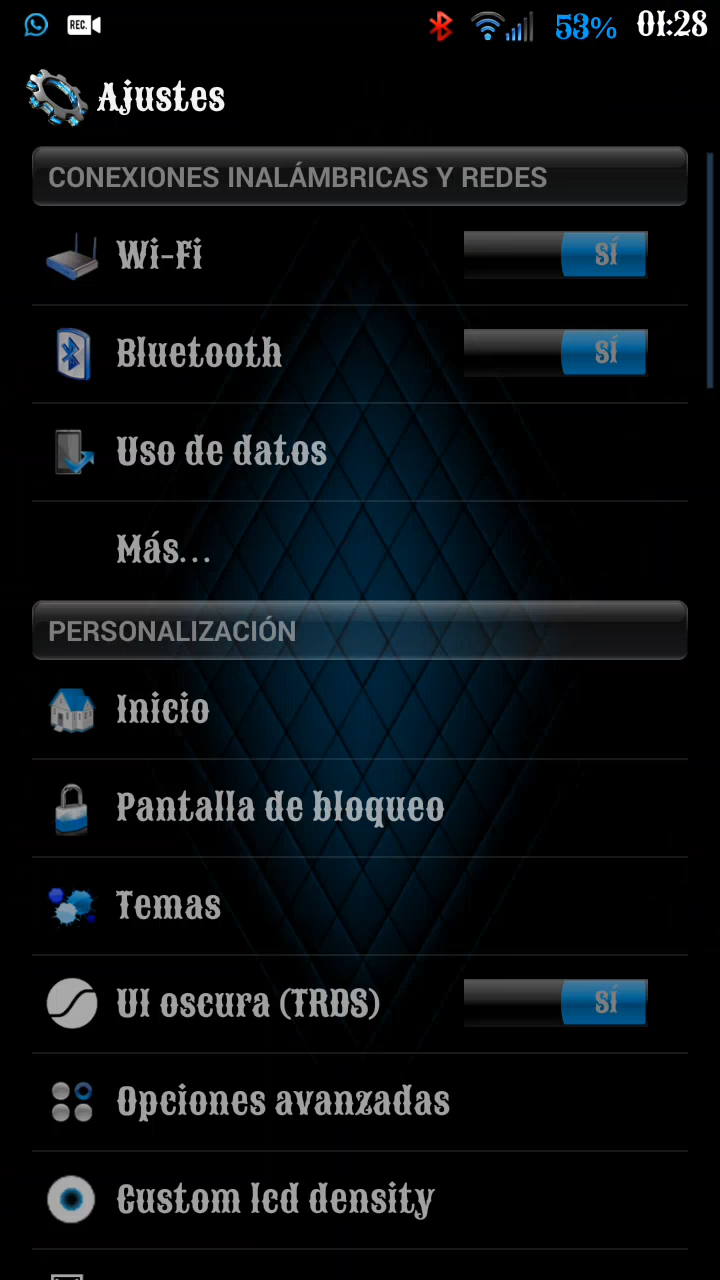 REC.
53%
01:28
Ajustes
CONEXIONES INALÁMBRICAS Y REDES
Wi-Fi
SÍ
Bluetooth
SÍ
Uso de datos
Más...
PERSONALIZACIÓN
Inicio
Pantalla de bloqueo
Temas
UI oscura (TRDS)
SÍ
Opciones avanzadas
Custom lcd density